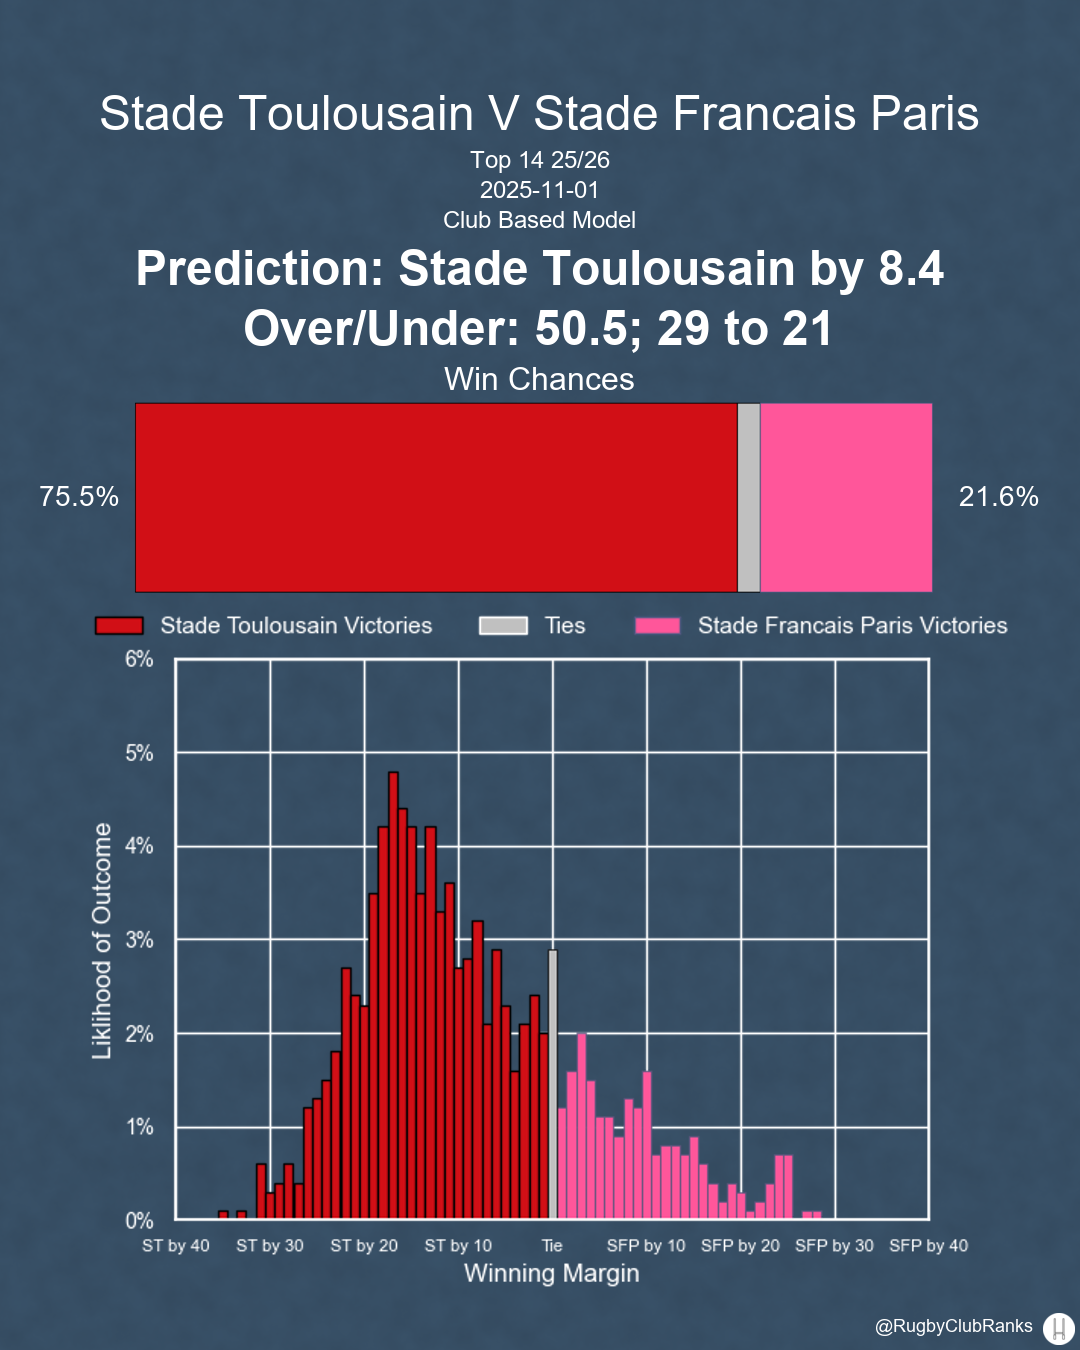 Stade Toulousain V Stade Francais Paris
Top 14 25/26
2025-11-01
Club Based Model
Prediction: Stade Toulousain by 8.4
Over/Under: 50.5; 29 to 21
Win Chances
75.5%
21.6%
Stade Toulousain Victories
Ties
Stade Francais Paris Victories
6%
5%
4%
3%
2%
1%
0%
Liklihood of Outcome
ST by 40
ST by 30
ST by 20
ST by 10
Tie
SFP by 10
SFP by 20
SFP by 30
SFP by 40
Winning Margin
@RugbyClubRanks